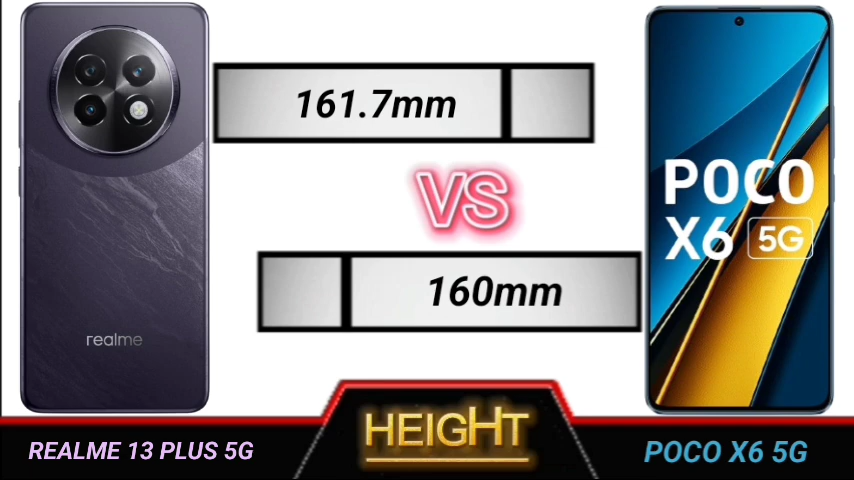 161.7mm
VS
160mm
POCO
X6 5G
realme
HEIGHT
REALME 13 PLUS 5G
POCO X6 5G